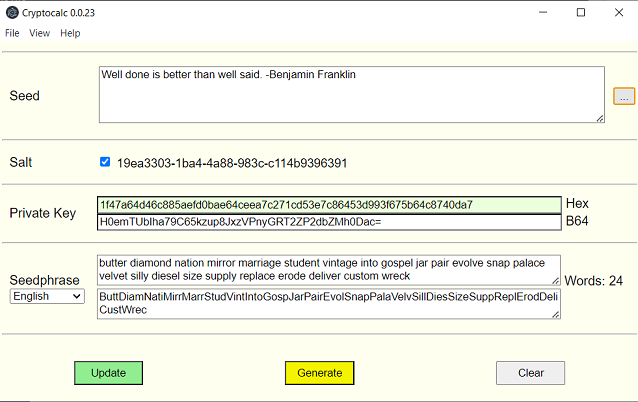 Cryptocalc 0.0.23
File View Help
Seed
Well done is better than well said. -Benjamin Franklin
...
Salt
19ea3303-1ba4-4a88-983c-c114b9396391
Private Key
1f47a64d46c885aefd0bae64ceea7c271cd53e7c86453d993f675b64c8740da7
Hex
H0emTUbIha79C65kzup8JxzVPnyGRT2ZP2dbZMh0Dac=
B64
Seedphrase
English
butter diamond nation mirror marriage student vintage into gospel jar pair evolve snap palace
velvet silly diesel size supply replace erode deliver custom wreck
Words: 24
ButtDiamNatiMirrMarrStudVintIntoGospJarPairEvolSnapPalaVelvSillDiesSizeSuppReplErodDeli
CustWrec
Update
Generate
Clear